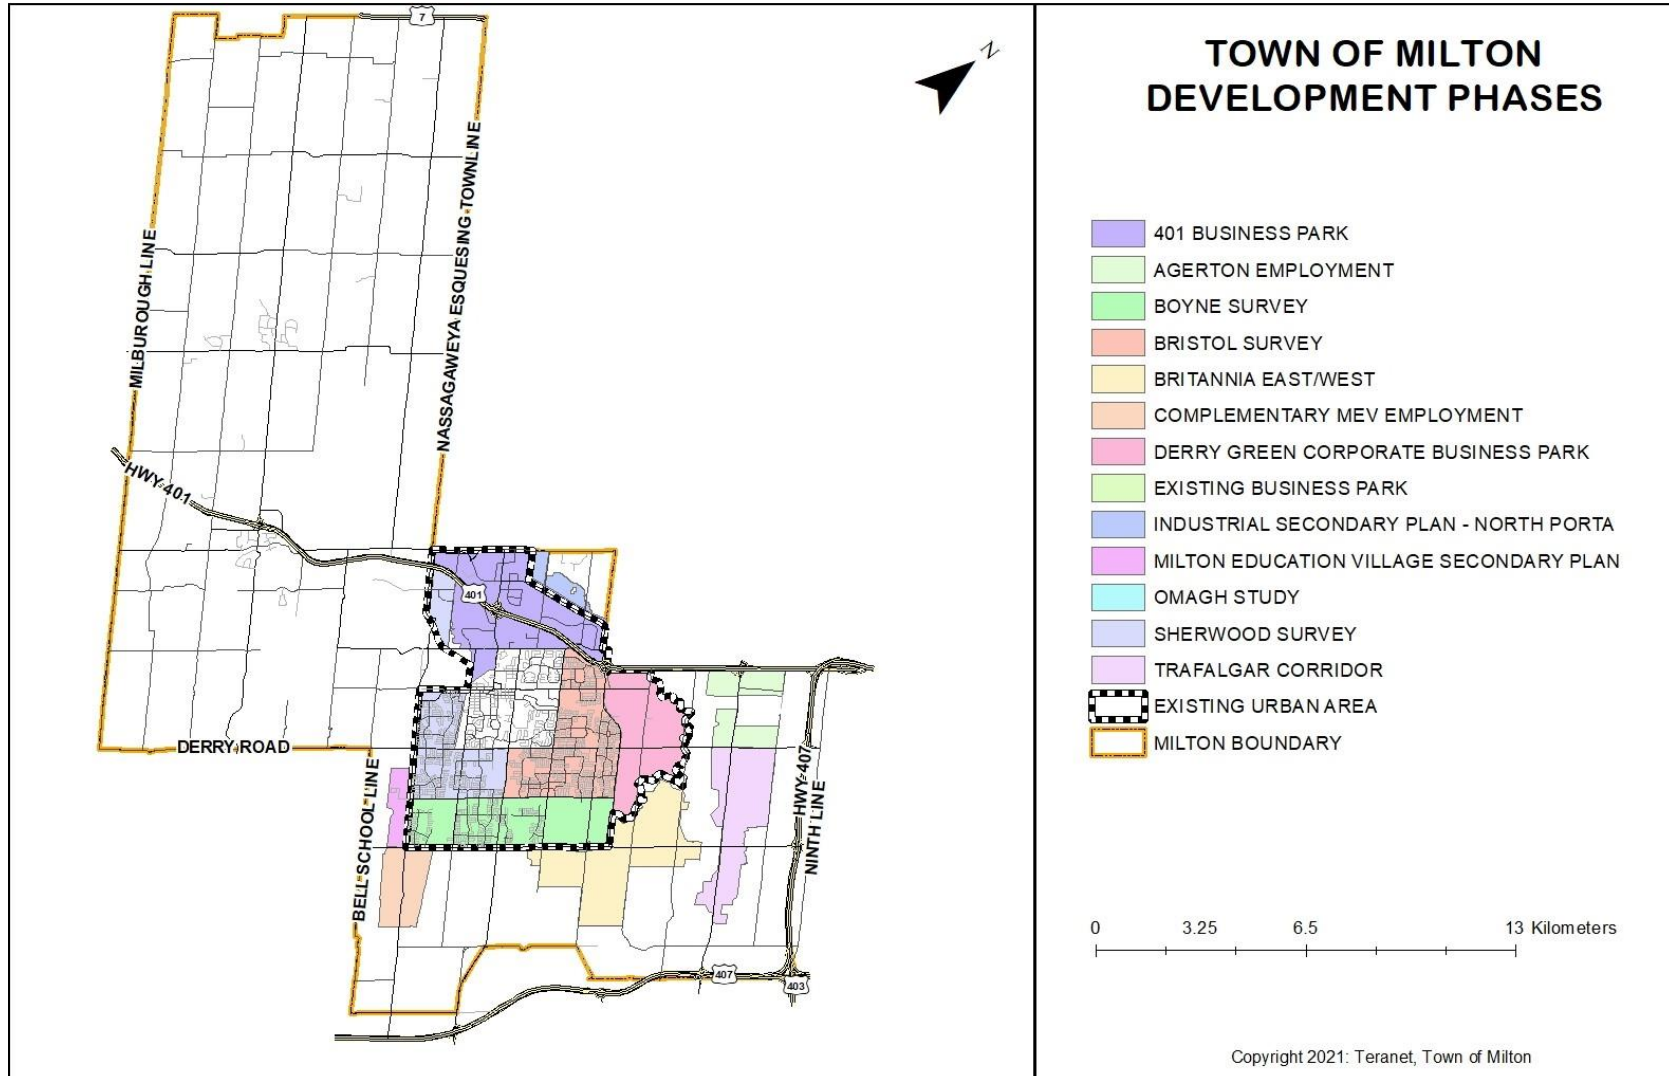 TOWN OF MILTON
DEVELOPMENT PHASES
7
N
MILBUROUGH LINE
NASSAGAWEYA ESQUESING TOWNLINE
HWY 401
401
DERRY ROAD
BELL SCHOOL LINE
HWY 407
NINTH LINE
407
403
401 BUSINESS PARK
AGERTON EMPLOYMENT
BOYNE SURVEY
BRISTOL SURVEY
BRITANNIA EAST/WEST
COMPLEMENTARY MEV EMPLOYMENT
DERRY GREEN CORPORATE BUSINESS PARK
EXISTING BUSINESS PARK
INDUSTRIAL SECONDARY PLAN - NORTH PORTA
MILTON EDUCATION VILLAGE SECONDARY PLAN
OMAGH STUDY
SHERWOOD SURVEY
TRAFALGAR CORRIDOR
EXISTING URBAN AREA
MILTON BOUNDARY
0 3.25 6.5 13 Kilometers
Copyright 2021: Teranet, Town of Milton